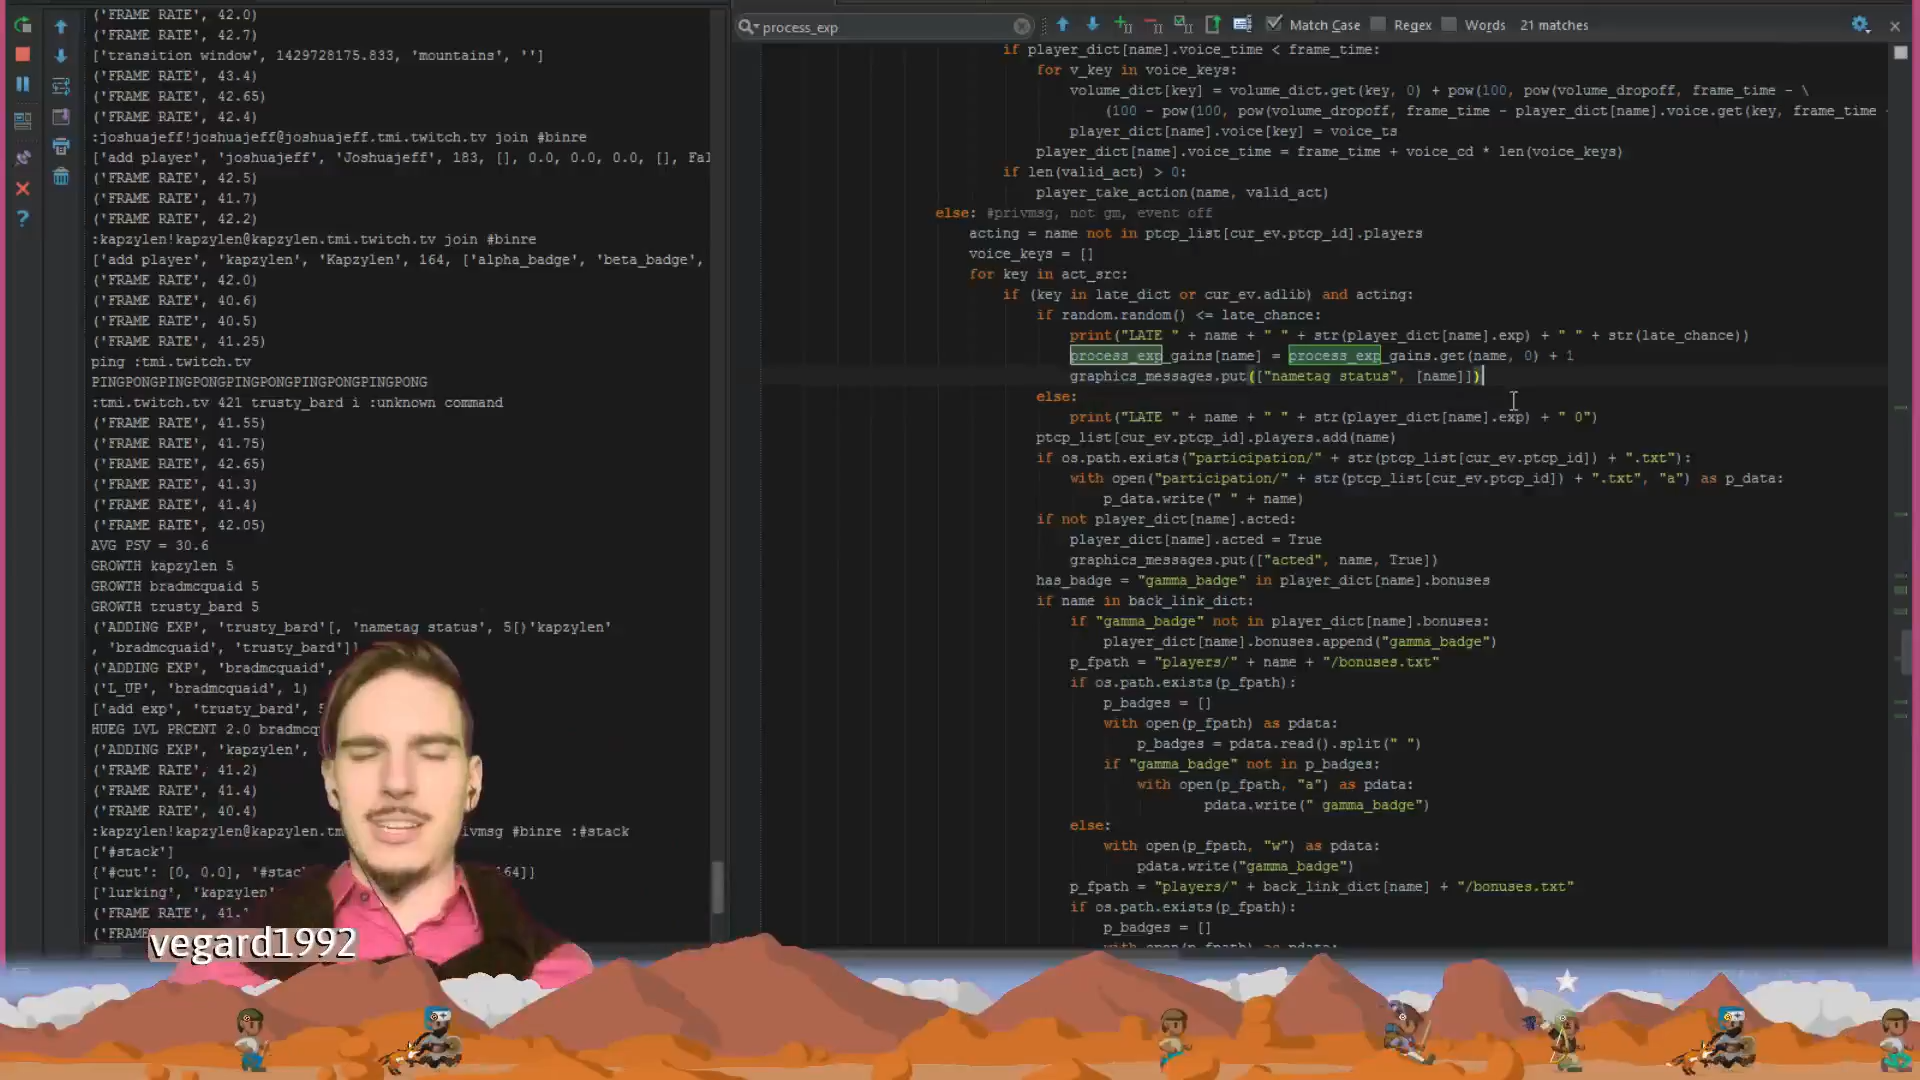 ('FRAME RATE', 42.0)
('FRAME RATE', 42.7)
['transition window', 1429728175.833, 'mountains', '']
('FRAME RATE', 43.4)
('FRAME RATE', 42.65)
('FRAME RATE', 42.4)
:joshuajeff!joshuajeff@joshuajeff.tmi.twitch.tv join #binre
['add player', 'joshuajeff', 'Joshuajeff', 183, [], 0.0, 0.0, 0.0, [], Fal
('FRAME RATE', 42.5)
('FRAME RATE', 41.7)
('FRAME RATE', 42.2)
:kapzylen!kapzylen@kapzylen.tmi.twitch.tv join #binre
['add player', 'kapzylen', 'Kapzylen', 164, ['alpha_badge', 'beta_badge',
('FRAME RATE', 42.0)
('FRAME RATE', 40.6)
('FRAME RATE', 40.5)
('FRAME RATE', 41.25)
ping :tmi.twitch.tv
PINGPONGPINGPONGPINGPONGPINGPONGPINGPONG
:tmi.twitch.tv 421 trusty_bard i :unknown command
('FRAME RATE', 41.55)
('FRAME RATE', 41.75)
('FRAME RATE', 42.65)
('FRAME RATE', 41.3)
('FRAME RATE', 41.4)
('FRAME RATE', 42.05)
AVG PSV = 30.6
GROWTH kapzylen 5
GROWTH bradmcquaid 5
GROWTH trusty_bard 5
('ADDING EXP', 'trusty_bard'[, 'nametag status', 5[)'kapzylen'
, 'bradmcquaid', 'trusty_bard']]
('ADDING EXP', 'bradmcquaid',
('L_UP', 'bradmcquaid', 1)
['add exp', 'trusty_bard', 5
HUEG LVL PRCENT 2.0 bradmcq
('ADDING EXP', 'kapzylen',
('FRAME RATE', 41.2)
('FRAME RATE', 41.4)
('FRAME RATE', 40.4)
:kapzylen!kapzylen@kapzylen.tm ivmsg #binre :#stack
['#stack']
['#cut': [0, 0.0], '#stac 164]]
['lurking', 'kapzylen'
('FRAME RATE', 41.
('FRA
vegard1992
process_exp
Match Case
Regex
Words
21 matches
if player_dict[name].voice_time < frame_time:
for v_key in voice_keys:
volume_dict[key] = volume_dict.get(key, 0) + pow(100, pow(volume_dropoff, frame_time - \
(100 - pow(100, pow(volume_dropoff, frame_time - player_dict[name].voice.get(key, frame_time -
player_dict[name].voice[key] = voice_ts
player_dict[name].voice_time = frame_time + voice_cd * len(voice_keys)
if len(valid_act) > 0:
player_take_action(name, valid_act)
else: #privmsg, not gm, event off
acting = name not in ptcp_list[cur_ev.ptcp_id].players
voice_keys = []
for key in act_src:
if (key in late_dict or cur_ev.adlib) and acting:
if random.random() <= late_chance:
print("LATE " + name + " " + str(player_dict[name].exp) + " " + str(late_chance))
process_exp_gains[name] = process_exp_gains.get(name, 0) + 1
graphics_messages.put(["nametag status", [name]])
else:
print("LATE " + name + " " + str(player_dict[name].exp) + " 0")
ptcp_list[cur_ev.ptcp_id].players.add(name)
if os.path.exists("participation/" + str(ptcp_list[cur_ev.ptcp_id]) + ".txt"):
with open("participation/" + str(ptcp_list[cur_ev.ptcp_id]) + ".txt", "a") as p_data:
p_data.write(" " + name)
if not player_dict[name].acted:
player_dict[name].acted = True
graphics_messages.put(["acted", name, True])
has_badge = "gamma_badge" in player_dict[name].bonuses
if name in back_link_dict:
if "gamma_badge" not in player_dict[name].bonuses:
player_dict[name].bonuses.append("gamma_badge")
p_fpath = "players/" + name + "/bonuses.txt"
if os.path.exists(p_fpath):
p_badges = []
with open(p_fpath) as pdata:
p_badges = pdata.read().split(" ")
if "gamma_badge" not in p_badges:
with open(p_fpath, "a") as pdata:
pdata.write(" gamma_badge")
else:
with open(p_fpath, "w") as pdata:
pdata.write("gamma_badge")
p_fpath = "players/" + back_link_dict[name] + "/bonuses.txt"
if os.path.exists(p_fpath):
p_badges = []
with open(p_fpath) as pdata: